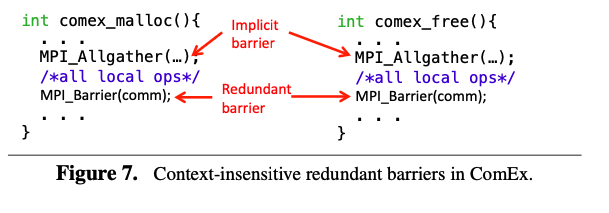 int comex_malloc(){
. . .
MPI_Allgather(…);
/*all local ops*/
MPI_Barrier(comm);
. . .
}
Implicit
barrier
Redundant
barrier
int comex_free(){
. . .
MPI_Allgather(…);
/*all local ops*/
MPI_Barrier(comm);
. . .
}
Figure 7. Context-insensitive redundant barriers in ComEx.